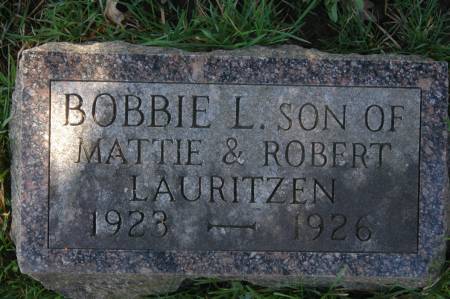 BOBBIE L. SON OF
MATTIE & ROBERT
LAURITZEN
1923 — 1926